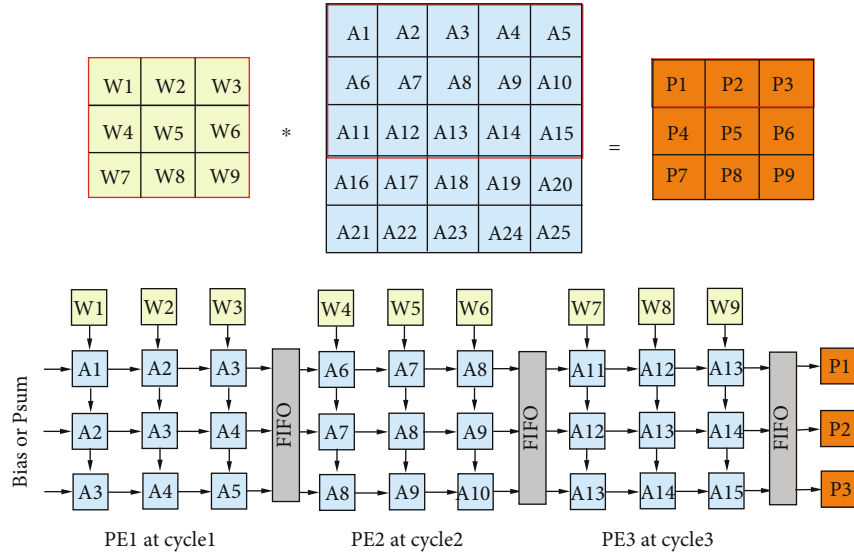 A1 A2 A3 A4 A5
W1 W2 W3 A6 A7 A8 A9 A10 P1 P2 P3
W4 W5 W6 * A11 A12 A13 A14 A15 = P4 P5 P6
W7 W8 W9 A16 A17 A18 A19 A20 P7 P8 P9
A21 A22 A23 A24 A25
W1 W2 W3 W4 W5 W6 W7 W8 W9
A1 A2 A3 A6 A7 A8 A11 A12 A13 P1
Bias or Psum
A2 A3 A4 FIFO A7 A8 A9 FIFO A12 A13 A14 FIFO P2
A3 A4 A5 A8 A9 A10 A13 A14 A15 P3
PE1 at cycle1 PE2 at cycle2 PE3 at cycle3